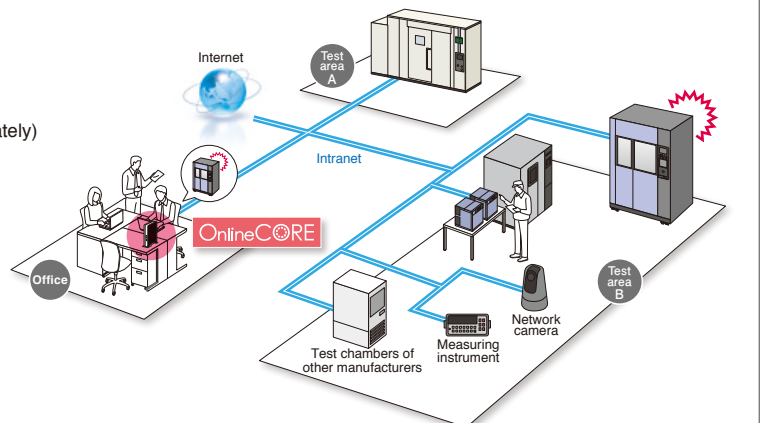 Internet
Test
area
A
ately)
Intranet
OnlineCORE
Office
Test
area
B
Network
camera
Measuring
instrument
Test chambers of
other manufacturers